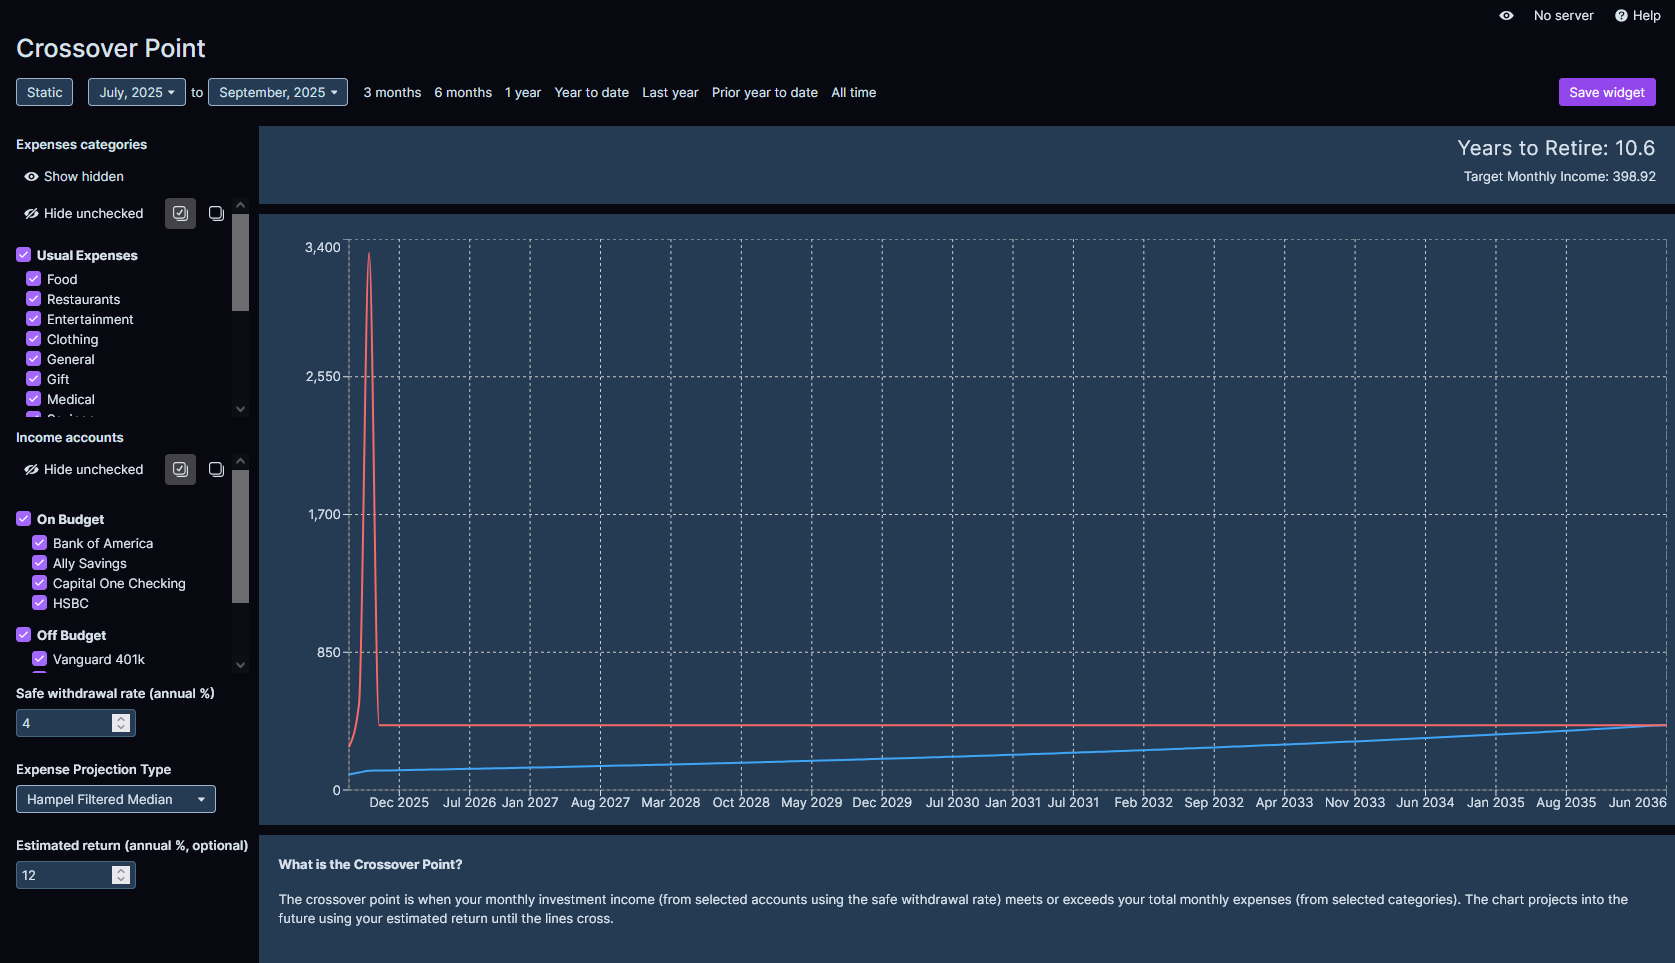 No server
Help
Crossover Point
Static
July, 2025
to
September, 2025
3 months
6 months
1 year
Year to date
Last year
Prior year to date
All time
Save widget
Expenses categories
Show hidden
Hide unchecked
Usual Expenses
Food
Restaurants
Entertainment
Clothing
General
Gift
Medical
Income accounts
Hide unchecked
On Budget
Bank of America
Ally Savings
Capital One Checking
HSBC
Off Budget
Vanguard 401k
Safe withdrawal rate (annual %)
4
Expense Projection Type
Hampel Filtered Median
Estimated return (annual %, optional)
12
Years to Retire: 10.6
Target Monthly Income: 398.92
3,400
2,550
1,700
850
0
Dec 2025
Jul 2026
Jan 2027
Aug 2027
Mar 2028
Oct 2028
May 2029
Dec 2029
Jul 2030
Jan 2031
Jul 2031
Feb 2032
Sep 2032
Apr 2033
Nov 2033
Jun 2034
Jan 2035
Aug 2035
Jun 2036
What is the Crossover Point?
The crossover point is when your monthly investment income (from selected accounts using the safe withdrawal rate) meets or exceeds your total monthly expenses (from selected categories). The chart projects into the
future using your estimated return until the lines cross.